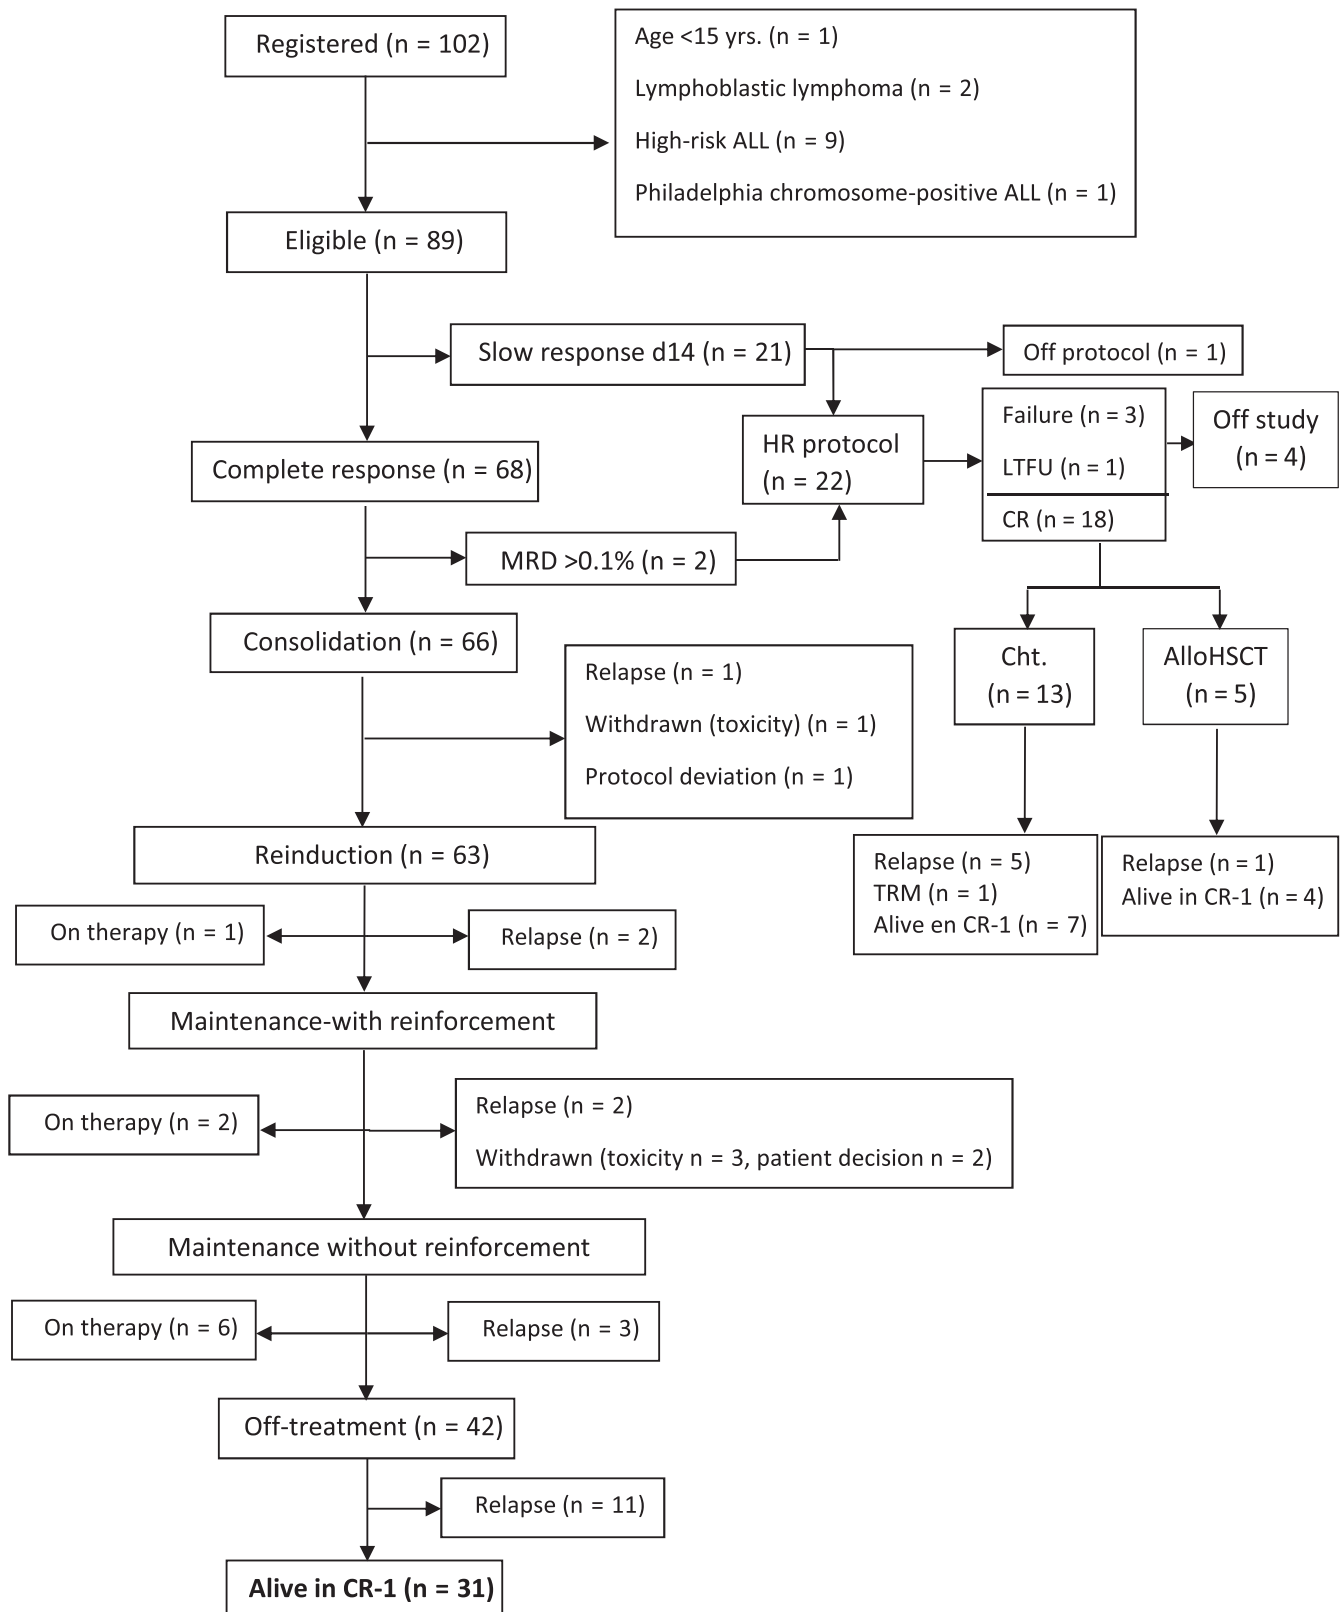 Registered (n = 102)
Age <15 yrs. (n = 1)
Lymphoblastic lymphoma (n = 2)
High-risk ALL (n = 9)
Philadelphia chromosome-positive ALL (n = 1)
Eligible (n = 89)
Slow response d14 (n = 21)
Off protocol (n = 1)
HR protocol
(n = 22)
Failure (n = 3)
LTFU (n = 1)
CR (n = 18)
Off study
(n = 4)
Complete response (n = 68)
MRD >0.1% (n = 2)
Consolidation (n = 66)
Cht.
(n = 13)
AlloHSCT
(n = 5)
Relapse (n = 1)
Withdrawn (toxicity) (n = 1)
Protocol deviation (n = 1)
Reinduction (n = 63)
Relapse (n = 5)
TRM (n = 1)
Alive en CR-1 (n = 7)
Relapse (n = 1)
Alive in CR-1 (n = 4)
On therapy (n = 1)
Relapse (n = 2)
Maintenance-with reinforcement
On therapy (n = 2)
Relapse (n = 2)
Withdrawn (toxicity n = 3, patient decision n = 2)
Maintenance without reinforcement
On therapy (n = 6)
Relapse (n = 3)
Off-treatment (n = 42)
Relapse (n = 11)
Alive in CR-1 (n = 31)